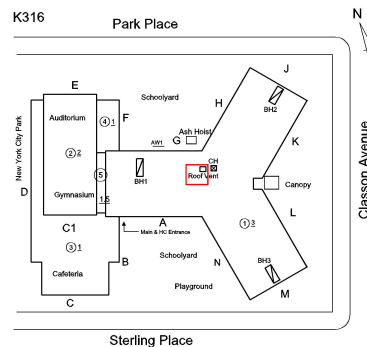 K316
Park Place
N
E
J
Auditorium
④ 1
F
Schoolyard
H
BH2
Ash Hoist
G
AW1
K
New York City Park
② 2
⑤
BH1
CH
Roof Vent
Canopy
Classon Avenue
D
Gymnasium
1,5
L
C1
A
Main & HC Entrance
① 3
③ 1
B
Schoolyard
N
BH3
Cafeteria
Playground
M
C
Sterling Place